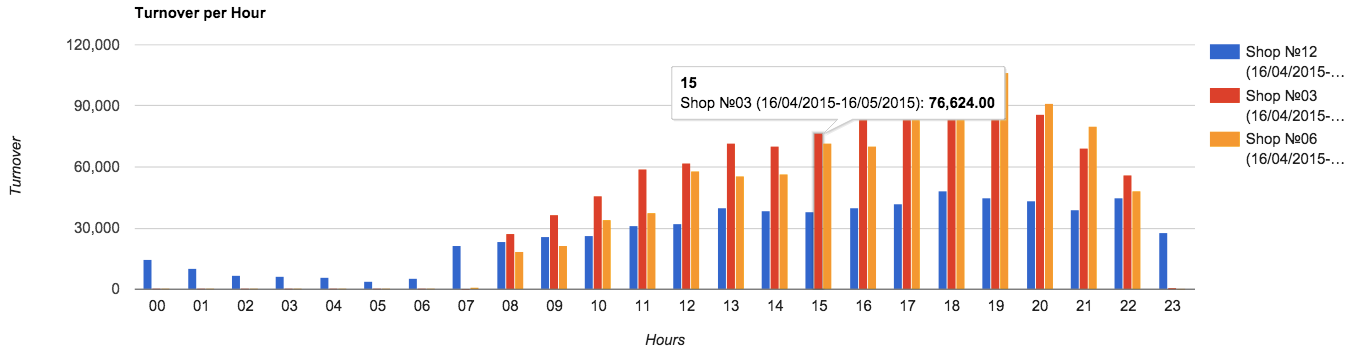 Turnover per Hour
120,000
90,000
60,000
30,000
0
Turnover
15
Shop №03 (16/04/2015-16/05/2015): 76,624.00
Shop №12
(16/04/2015-...
Shop №03
(16/04/2015-...
Shop №06
(16/04/2015-...
00 01 02 03 04 05 06 07 08 09 10 11 12 13 14 15 16 17 18 19 20 21 22 23
Hours